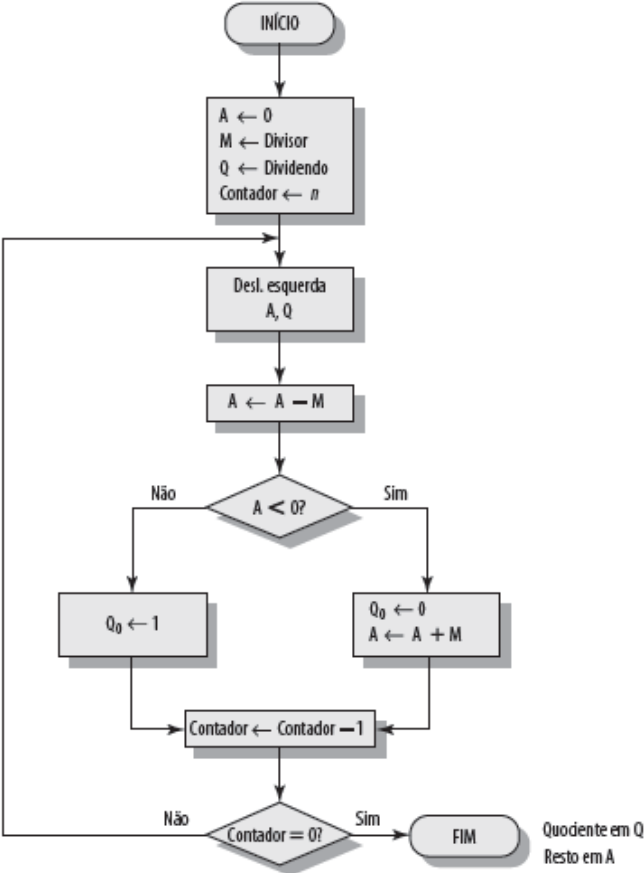 INÍCIO
A ← 0
M ← Divisor
Q ← Dividendo
Contador ← n
Desl. esquerda
A, Q
A ← A − M
Não
Sim
A < 0?
Q₀ ← 1
Q₀ ← 0
A ← A + M
Contador ← Contador −1
Não
Sim
Contador = 0?
FIM
Quociente em Q
Resto em A